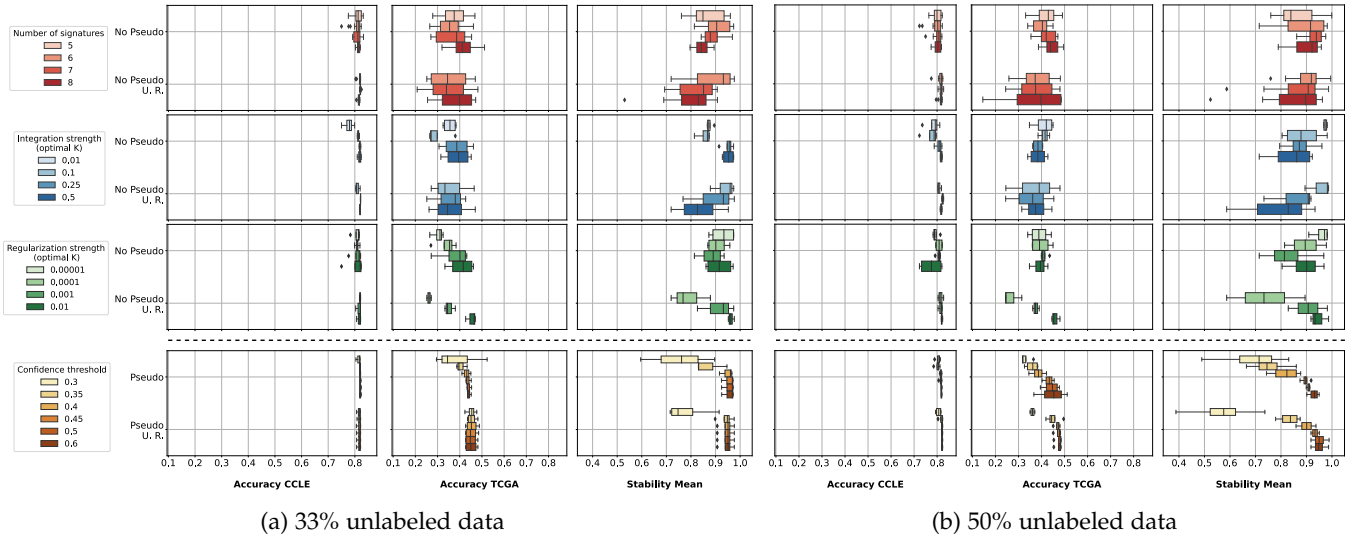 Number of signatures
5
6
7
8
No Pseudo
No Pseudo
U. R.
Integration strength
(optimal K)
0.01
0.1
0.25
0.5
No Pseudo
No Pseudo
U. R.
Regularization strength
(optimal K)
0.00001
0.0001
0.001
0.01
No Pseudo
No Pseudo
U. R.
Confidence threshold
0.3
0.35
0.4
0.45
0.5
0.6
Pseudo
Pseudo
U. R.
0.1 0.2 0.3 0.4 0.5 0.6 0.7 0.8 0.1 0.2 0.3 0.4 0.5 0.6 0.7 0.8 0.4 0.5 0.6 0.7 0.8 0.9 1.0 0.1 0.2 0.3 0.4 0.5 0.6 0.7 0.8 0.1 0.2 0.3 0.4 0.5 0.6 0.7 0.8 0.4 0.5 0.6 0.7 0.8 0.9 1.0
Accuracy CCLE Accuracy TCGA Stability Mean Accuracy CCLE Accuracy TCGA Stability Mean
(a) 33% unlabeled data (b) 50% unlabeled data